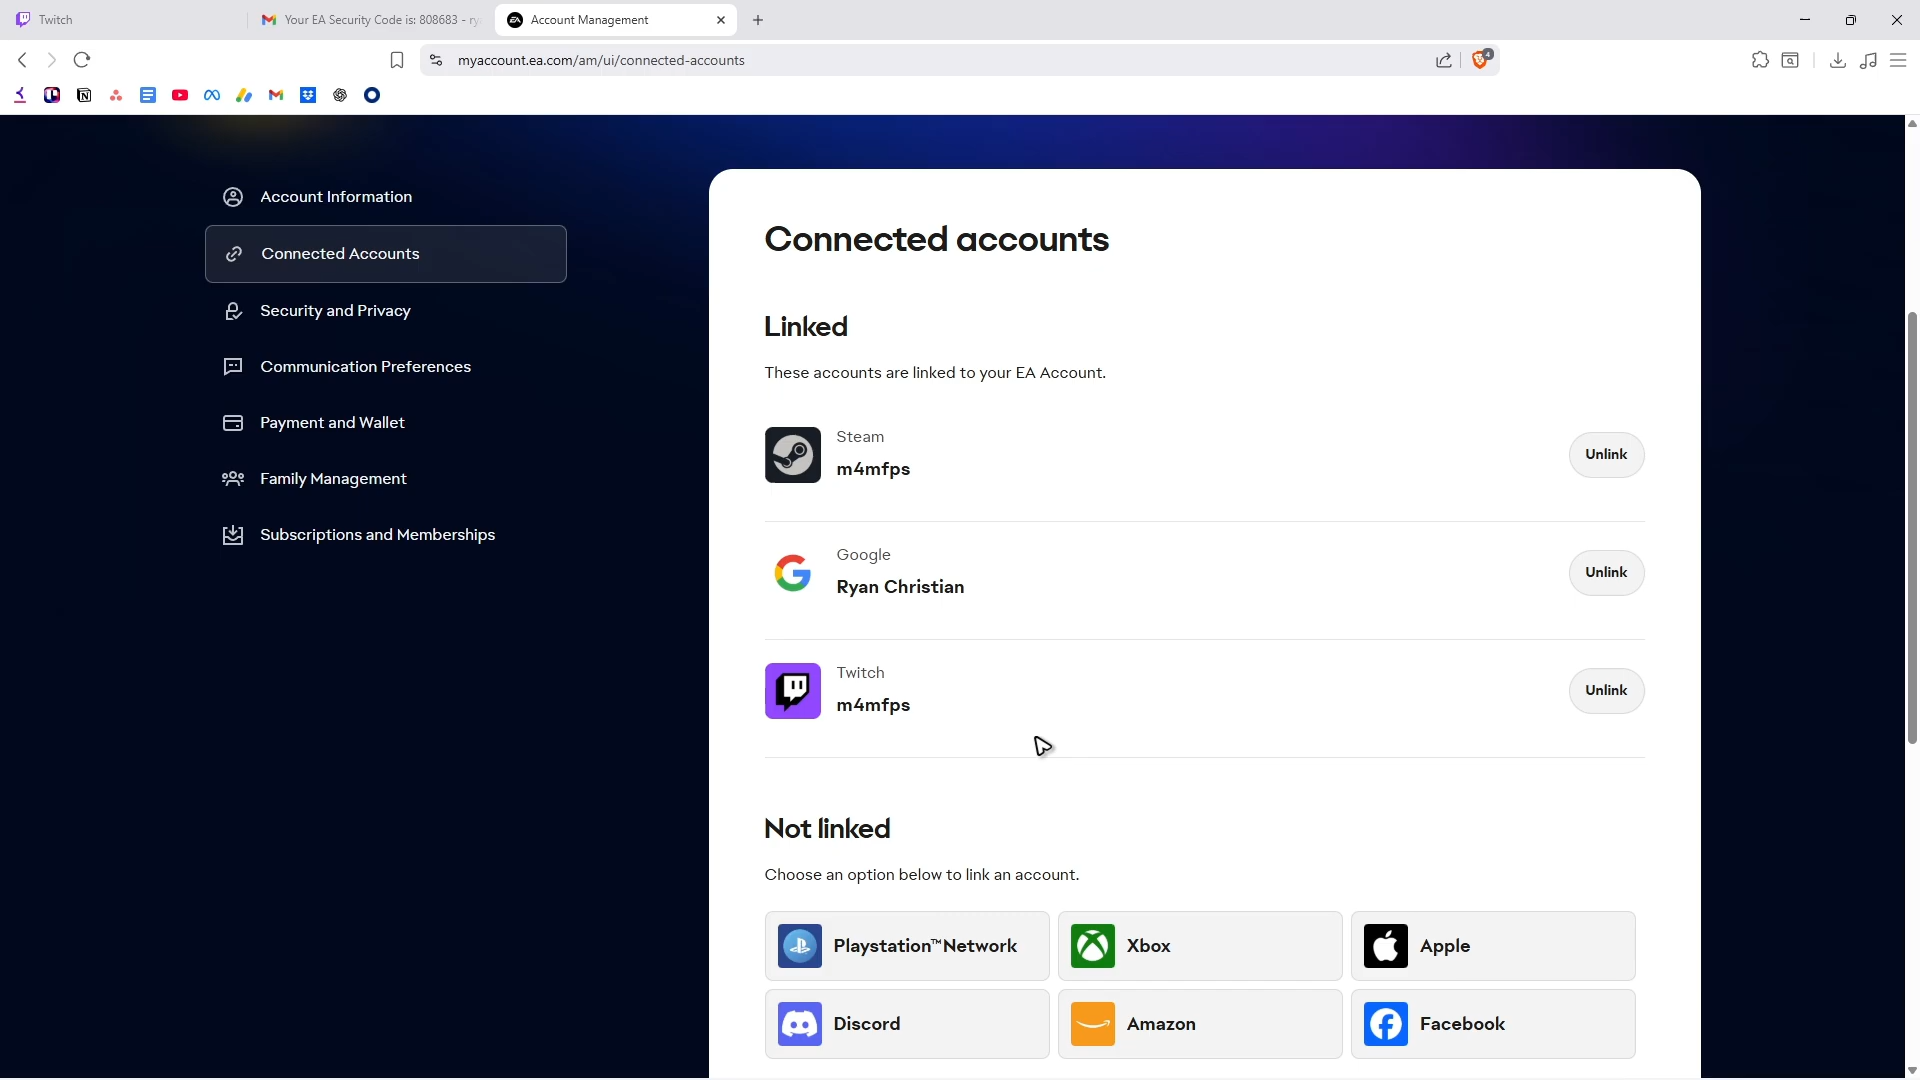 Twitch
Your EA Security Code is: 808683 - ry
Account Management
myaccount.ea.com/am/ui/connected-accounts
4
Account Information
Connected Accounts
Security and Privacy
Communication Preferences
Payment and Wallet
Family Management
Subscriptions and Memberships
Connected accounts
Linked
These accounts are linked to your EA Account.
Steam
m4mfps
Unlink
Google
Ryan Christian
Unlink
Twitch
m4mfps
Unlink
Not linked
Choose an option below to link an account.
Playstation™Network
Xbox
Apple
Discord
Amazon
Facebook